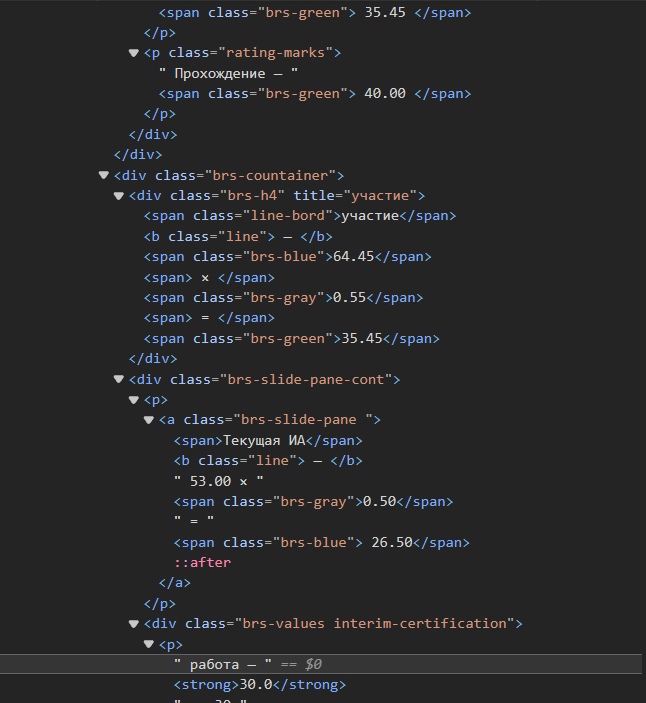 <span class="brs-green"> 35.45 </span>
</p>
<p class="rating-marks">
" Прохождение — "
<span class="brs-green"> 40.00 </span>
</p>
</div>
</div>
<div class="brs-countainer">
<div class="brs-h4" title="участие">
<span class="line-bord">участие</span>
<b class="line"> — </b>
<span class="brs-blue">64.45</span>
<span> × </span>
<span class="brs-gray">0.55</span>
<span> = </span>
<span class="brs-green">35.45</span>
</div>
<div class="brs-slide-pane-cont">
<p>
<a class="brs-slide-pane ">
<span>Текущая ИА</span>
<b class="line"> — </b>
" 53.00 × "
<span class="brs-gray">0.50</span>
" = "
<span class="brs-blue"> 26.50</span>
::after
</a>
</p>
<div class="brs-values interim-certification">
<p>
" работа — " == $0
<strong>30.0</strong>